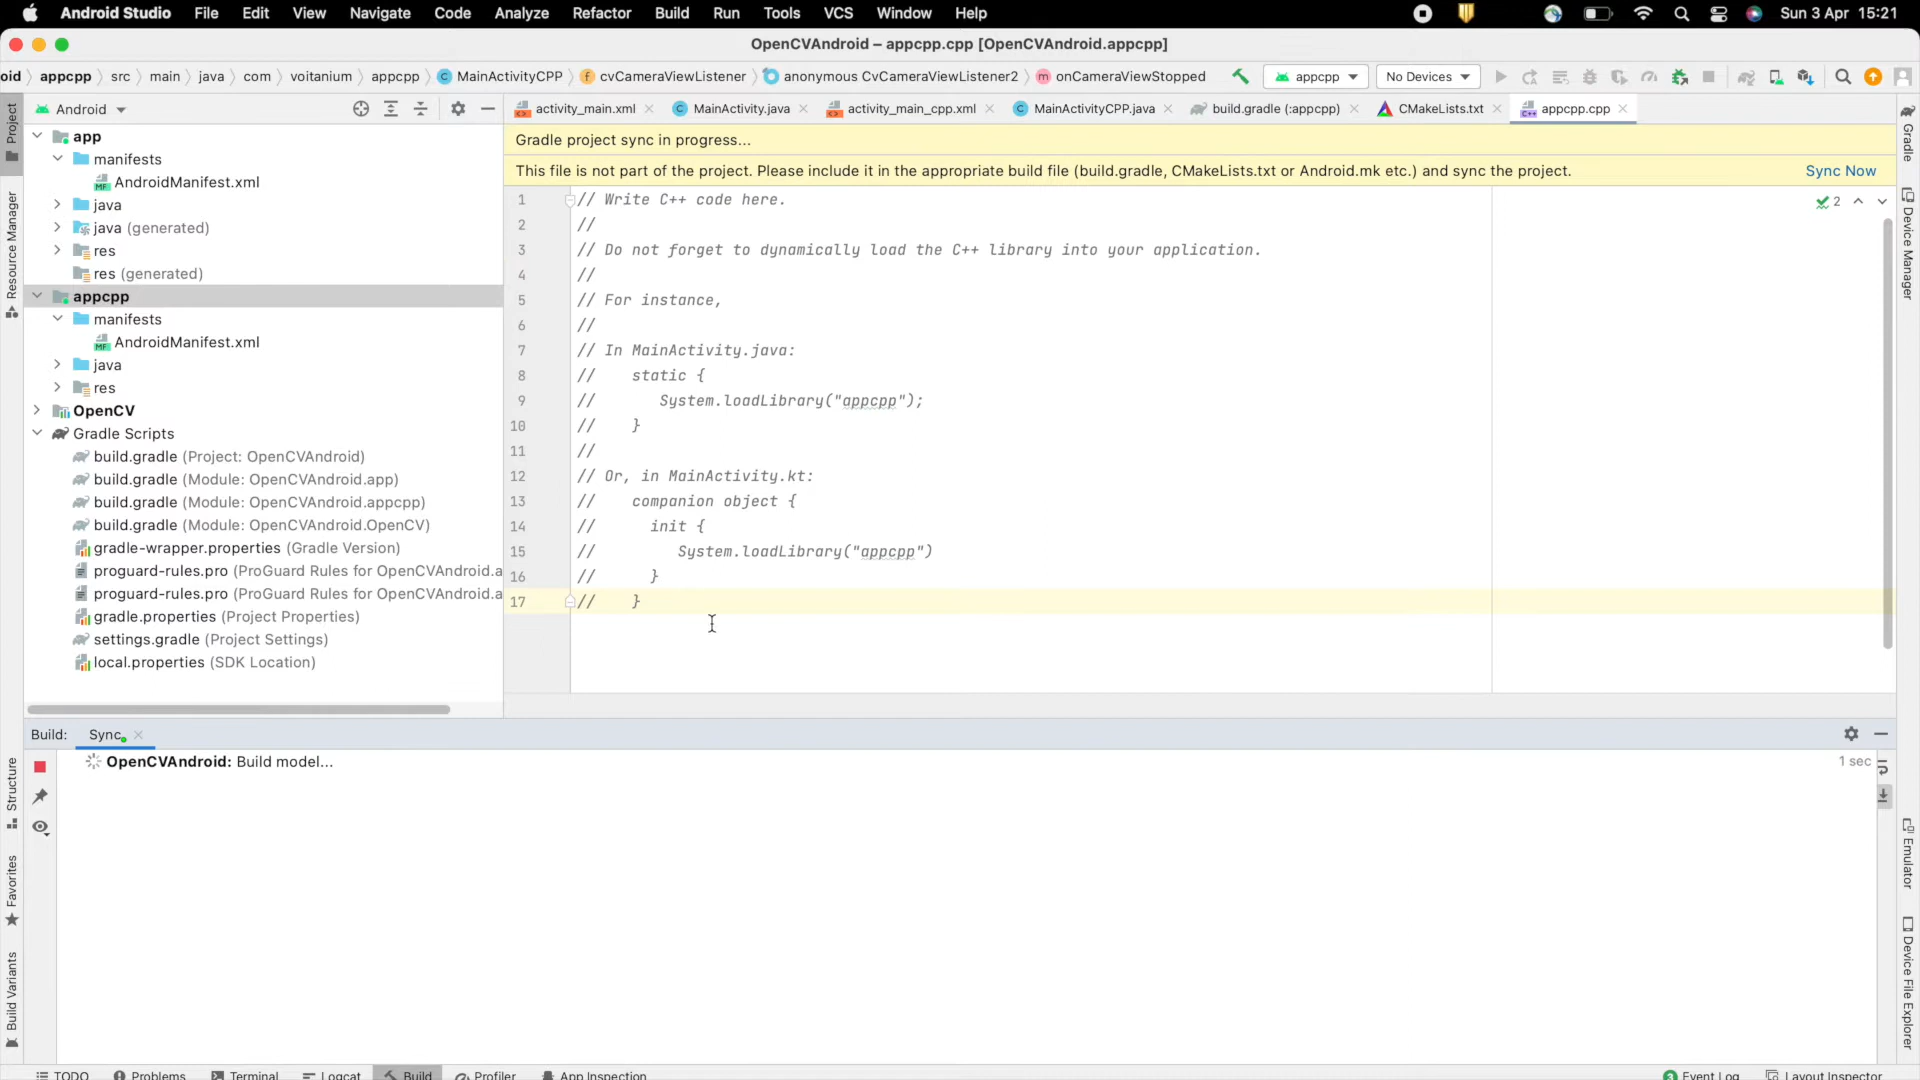 Android Studio File Edit View Navigate Code Analyze Refactor Build Run Tools VCS Window Help Sun 3 Apr 15:21
OpenCVAndroid – appcpp.cpp [OpenCVAndroid.appcpp]
oid appcpp src main java com voitanium appcpp MainActivityCPP cvCameraViewListener anonymous CvCameraViewListener2 onCameraViewStopped appcpp No Devices
Android activity_main.xml MainActivity.java activity_main_cpp.xml MainActivityCPP.java build.gradle (:appcpp) CMakeLists.txt appcpp.cpp
Project
Resource Manager
Structure
Favorites
Build Variants
app
manifests
AndroidManifest.xml
java
java (generated)
res
res (generated)
appcpp
manifests
AndroidManifest.xml
java
res
OpenCV
Gradle Scripts
build.gradle (Project: OpenCVAndroid)
build.gradle (Module: OpenCVAndroid.app)
build.gradle (Module: OpenCVAndroid.appcpp)
build.gradle (Module: OpenCVAndroid.OpenCV)
gradle-wrapper.properties (Gradle Version)
proguard-rules.pro (ProGuard Rules for OpenCVAndroid.a
proguard-rules.pro (ProGuard Rules for OpenCVAndroid.a
gradle.properties (Project Properties)
settings.gradle (Project Settings)
local.properties (SDK Location)
Gradle project sync in progress...
This file is not part of the project. Please include it in the appropriate build file (build.gradle, CMakeLists.txt or Android.mk etc.) and sync the project. Sync Now
1 // Write C++ code here. 2
2 //
3 // Do not forget to dynamically load the C++ library into your application.
4 //
5 // For instance,
6 //
7 // In MainActivity.java:
8 //    static {
9 //       System.loadLibrary("appcpp");
10 //    }
11 //
12 // Or, in MainActivity.kt:
13 //    companion object {
14 //      init {
15 //         System.loadLibrary("appcpp")
16 //      }
17 //    }
Gradle
Device Manager
Emulator
Device File Explorer
Build: Sync
OpenCVAndroid: Build model... 1 sec
TODO Problems Terminal Logcat Build Profiler App Inspection 3 Event Log Layout Inspector